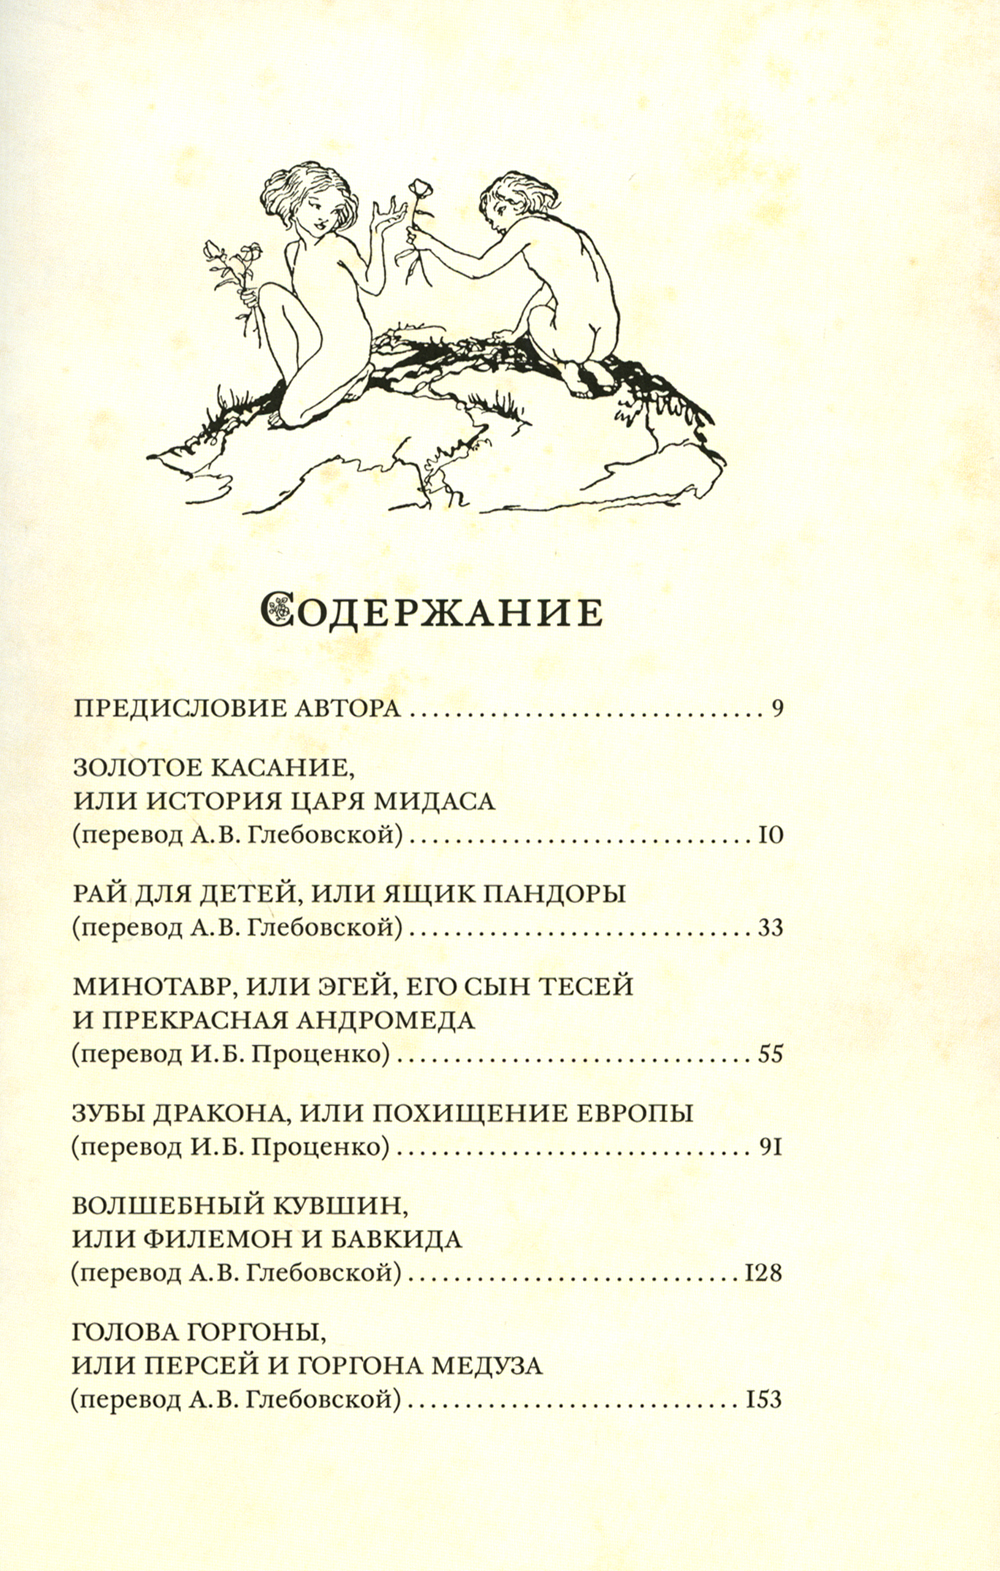 Содержание
ПРЕДИСЛОВИЕ АВТОРА .............................. 9
ЗОЛОТОЕ КАСАНИЕ,
ИЛИ ИСТОРИЯ ЦАРЯ МИДАСА
(перевод А. В. Глебовской) .............................. 10
РАЙ ДЛЯ ДЕТЕЙ, ИЛИ ЯЩИК ПАНДОРЫ
(перевод А. В. Глебовской) .............................. 33
МИНОТАВР, ИЛИ ЭГЕЙ, ЕГО СЫН ТЕСЕЙ
И ПРЕКРАСНАЯ АНДРОМЕДА
(перевод И. Б. Проценко) .............................. 55
ЗУБЫ ДРАКОНА, ИЛИ ПОХИЩЕНИЕ ЕВРОПЫ
(перевод И. Б. Проценко) .............................. 91
ВОЛШЕБНЫЙ КУВШИН,
ИЛИ ФИЛЕМОН И БАВКИДА
(перевод А. В. Глебовской) .............................. 128
ГОЛОВА ГОРГОНЫ,
ИЛИ ПЕРСЕЙ И ГОРГОНА МЕДУЗА
(перевод А. В. Глебовской) .............................. 153